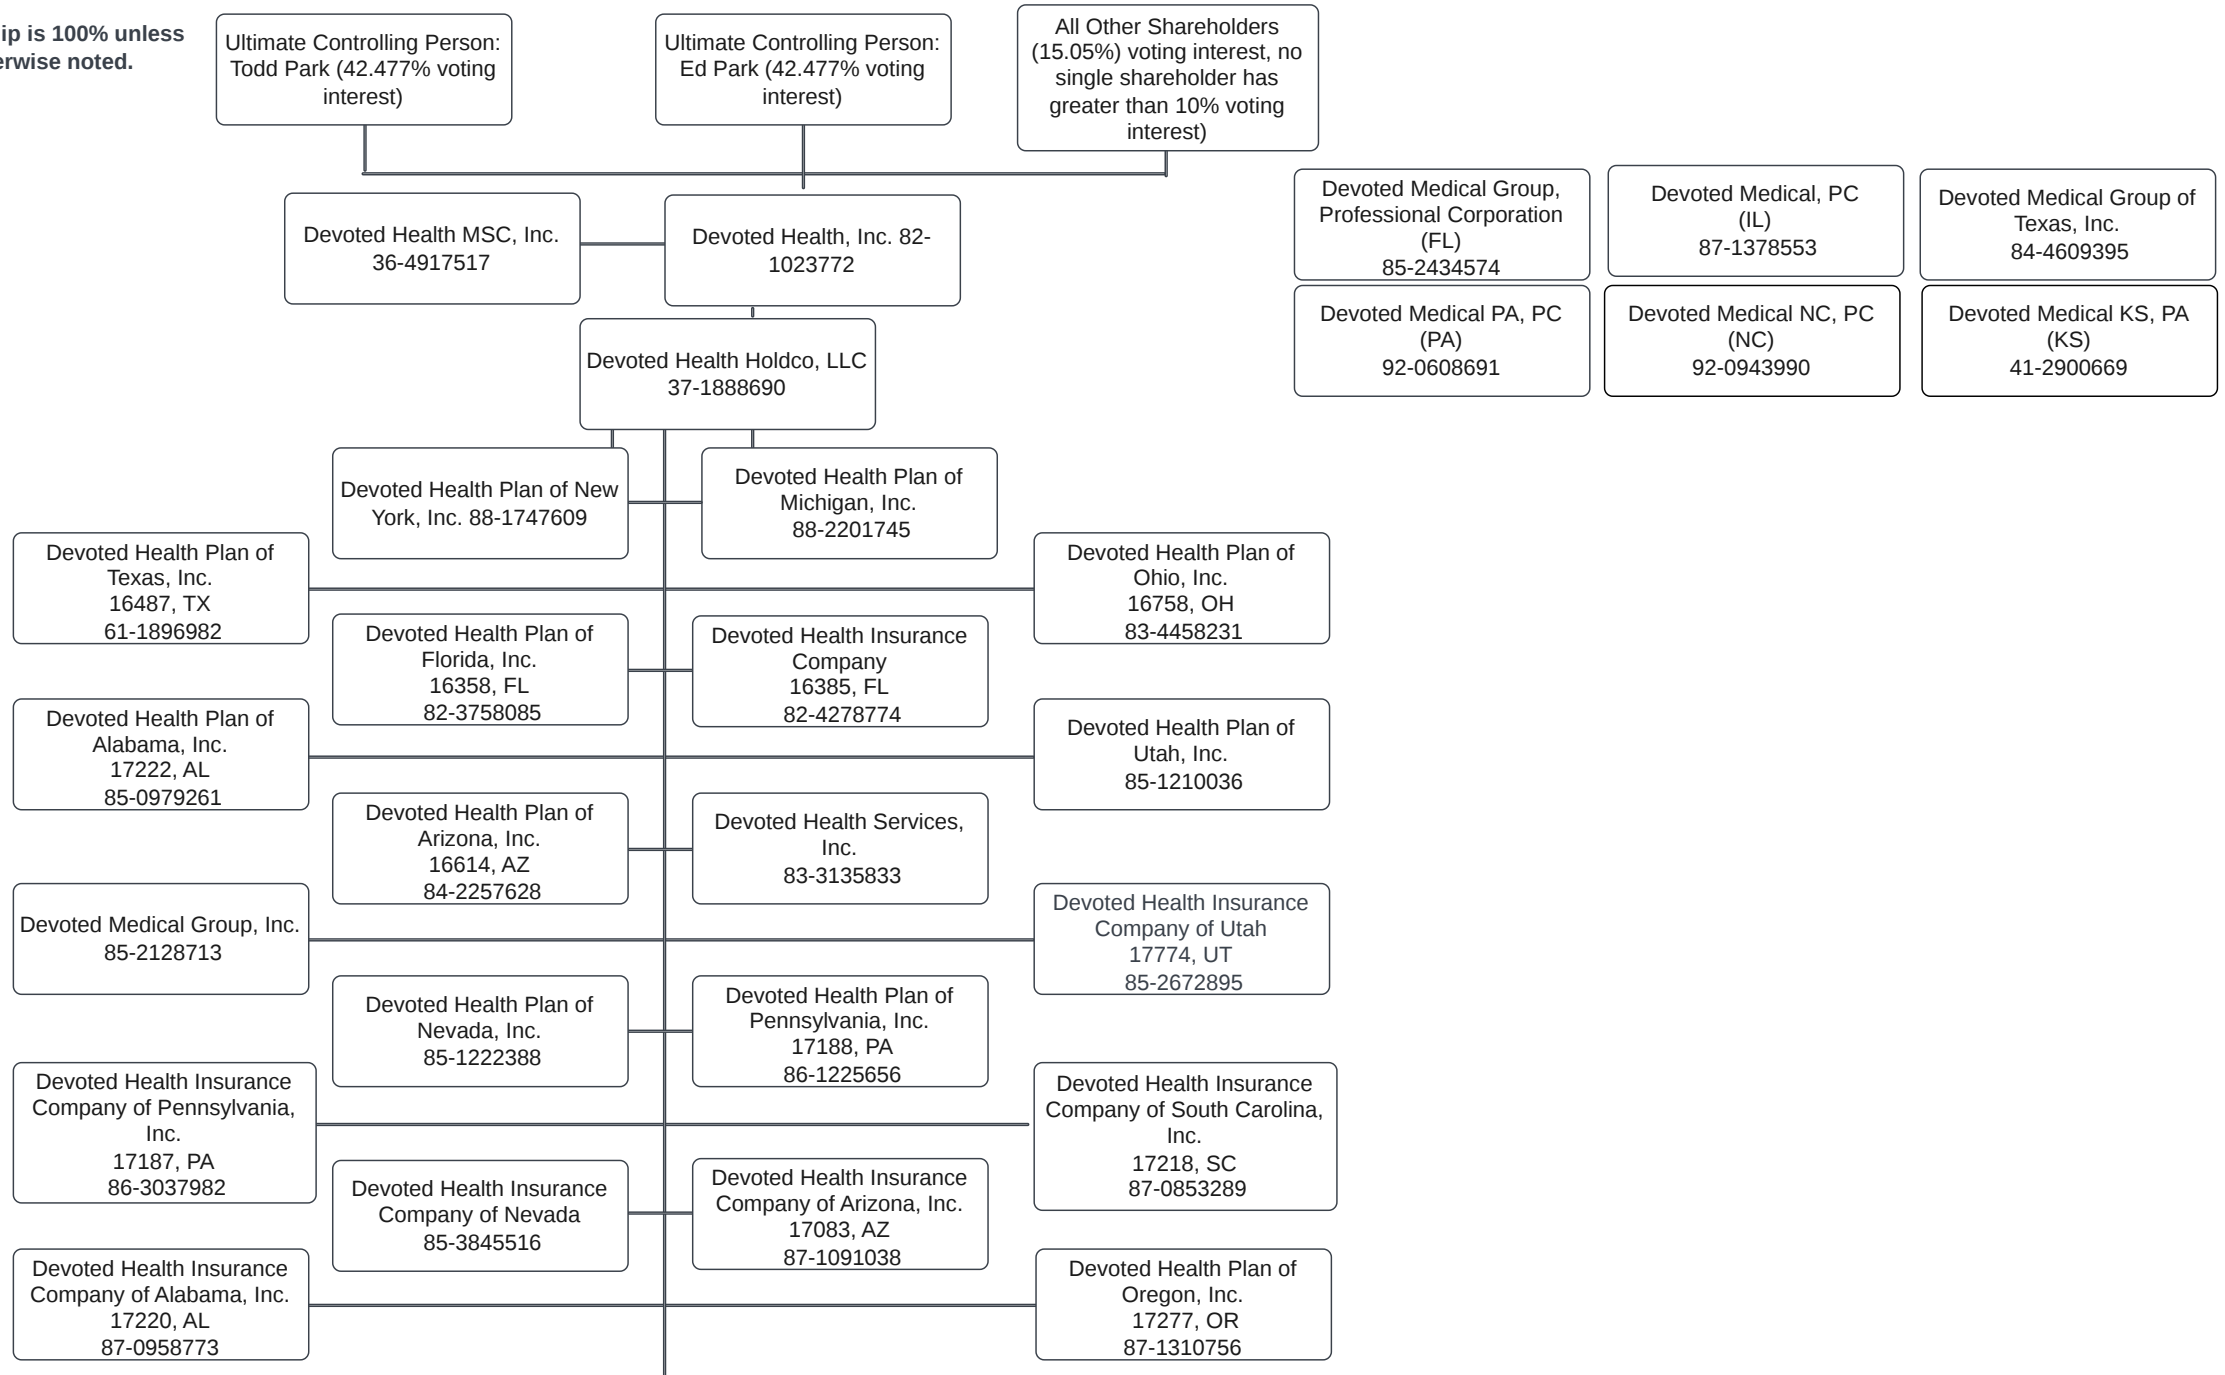 ip is 100% unless
erwise noted.
Ultimate Controlling Person:
Todd Park (42.477% voting
interest)
Ultimate Controlling Person:
Ed Park (42.477% voting
interest)
All Other Shareholders
(15.05%) voting interest, no
single shareholder has
greater than 10% voting
interest)
Devoted Health MSC, Inc.
36-4917517
Devoted Health, Inc. 82-
1023772
Devoted Medical Group,
Professional Corporation
(FL)
85-2434574
Devoted Medical, PC
(IL)
87-1378553
Devoted Medical Group of
Texas, Inc.
84-4609395
Devoted Medical PA, PC
(PA)
92-0608691
Devoted Medical NC, PC
(NC)
92-0943990
Devoted Medical KS, PA
(KS)
41-2900669
Devoted Health Holdco, LLC
37-1888690
Devoted Health Plan of New
York, Inc. 88-1747609
Devoted Health Plan of
Michigan, Inc.
88-2201745
Devoted Health Plan of
Texas, Inc.
16487, TX
61-1896982
Devoted Health Plan of
Ohio, Inc.
16758, OH
83-4458231
Devoted Health Plan of
Florida, Inc.
16358, FL
82-3758085
Devoted Health Insurance
Company
16385, FL
82-4278774
Devoted Health Plan of
Alabama, Inc.
17222, AL
85-0979261
Devoted Health Plan of
Utah, Inc.
85-1210036
Devoted Health Plan of
Arizona, Inc.
16614, AZ
84-2257628
Devoted Health Services,
Inc.
83-3135833
Devoted Medical Group, Inc.
85-2128713
Devoted Health Insurance
Company of Utah
17774, UT
85-2672895
Devoted Health Plan of
Nevada, Inc.
85-1222388
Devoted Health Plan of
Pennsylvania, Inc.
17188, PA
86-1225656
Devoted Health Insurance
Company of Pennsylvania,
Inc.
17187, PA
86-3037982
Devoted Health Insurance
Company of South Carolina,
Inc.
17218, SC
87-0853289
Devoted Health Insurance
Company of Nevada
85-3845516
Devoted Health Insurance
Company of Arizona, Inc.
17083, AZ
87-1091038
Devoted Health Insurance
Company of Alabama, Inc.
17220, AL
87-0958773
Devoted Health Plan of
Oregon, Inc.
17277, OR
87-1310756